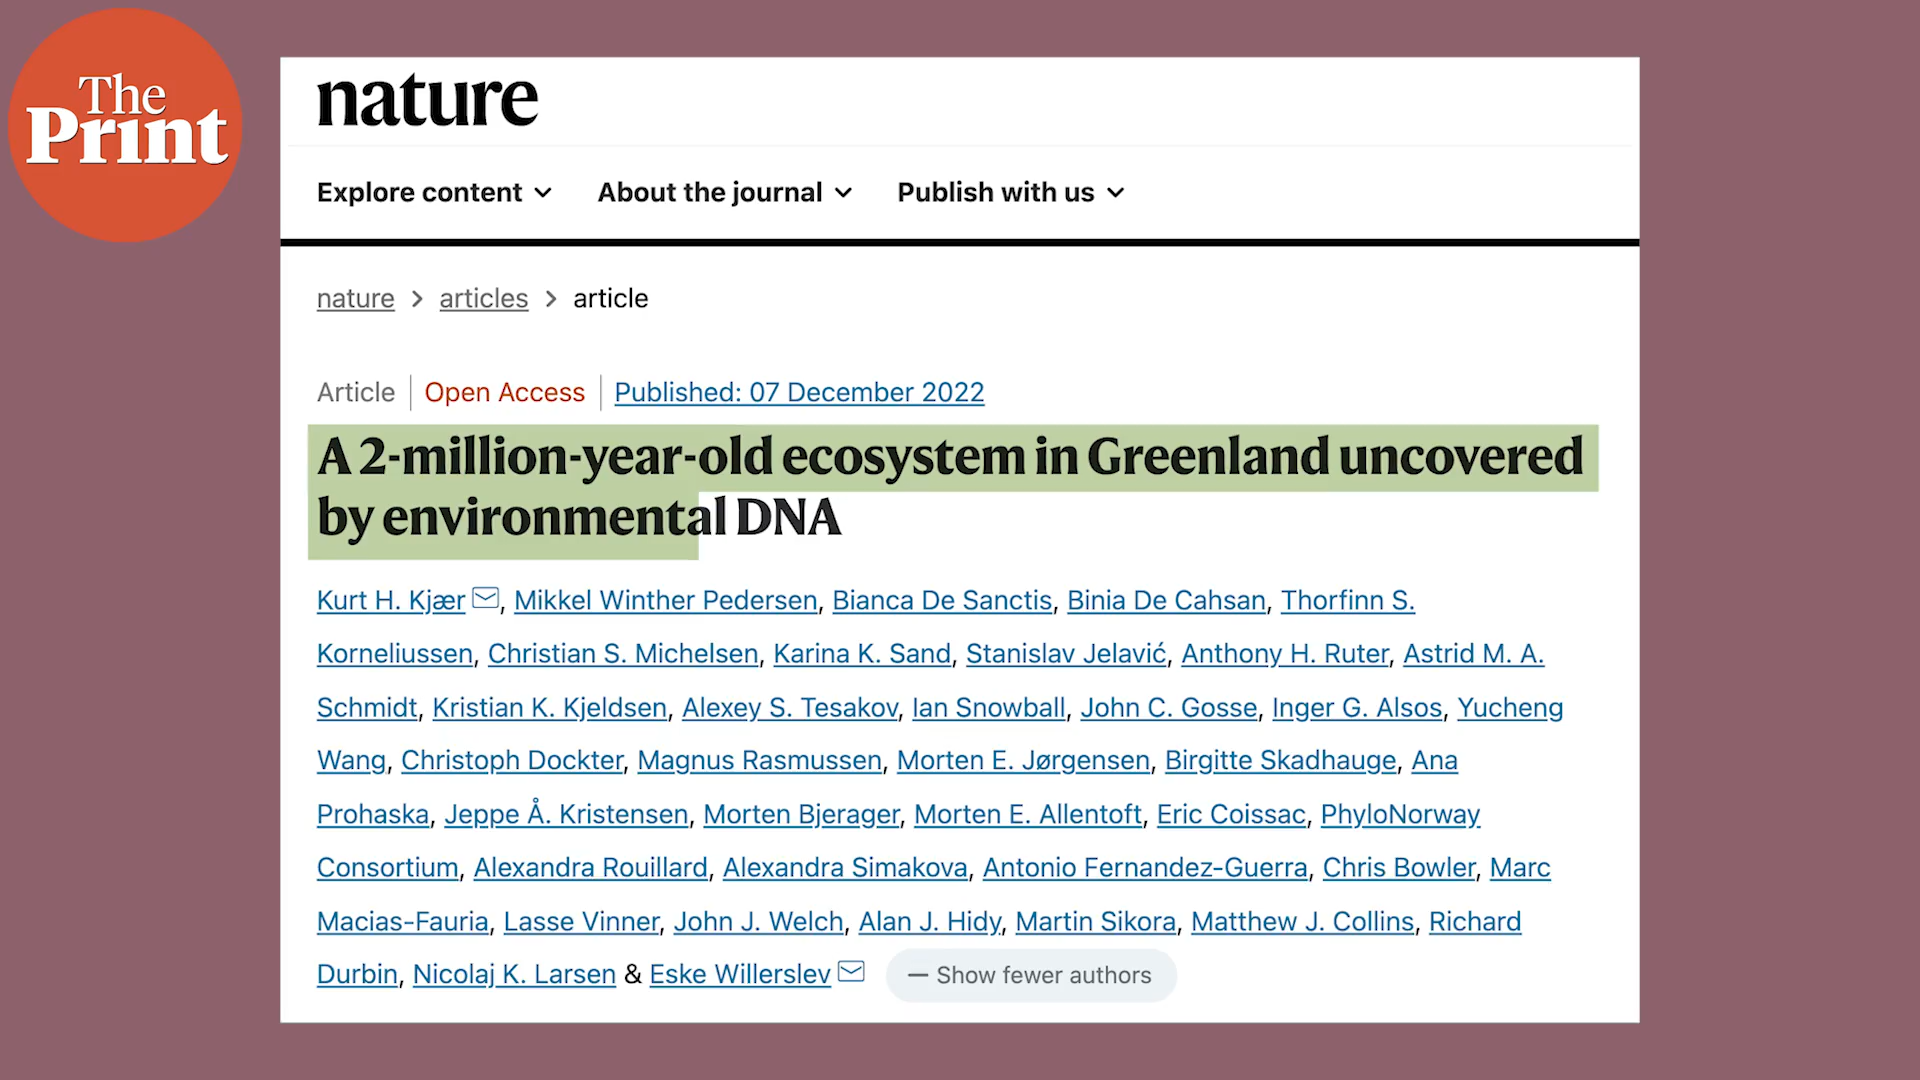 The
Print
nature
Explore content About the journal Publish with us
nature > articles > article
Article | Open Access | Published: 07 December 2022
A 2-million-year-old ecosystem in Greenland uncovered
by environmental DNA
Kurt H. Kjær, Mikkel Winther Pedersen, Bianca De Sanctis, Binia De Cahsan, Thorfinn S.
Korneliussen, Christian S. Michelsen, Karina K. Sand, Stanislav Jelavić, Anthony H. Ruter, Astrid M. A.
Schmidt, Kristian K. Kjeldsen, Alexey S. Tesakov, Ian Snowball, John C. Gosse, Inger G. Alsos, Yucheng
Wang, Christoph Dockter, Magnus Rasmussen, Morten E. Jørgensen, Birgitte Skadhauge, Ana
Prohaska, Jeppe Å. Kristensen, Morten Bjerager, Morten E. Allentoft, Eric Coissac, PhyloNorway
Consortium, Alexandra Rouillard, Alexandra Simakova, Antonio Fernandez-Guerra, Chris Bowler, Marc
Macias-Fauria, Lasse Vinner, John J. Welch, Alan J. Hidy, Martin Sikora, Matthew J. Collins, Richard
Durbin, Nicolaj K. Larsen & Eske Willerslev — Show fewer authors